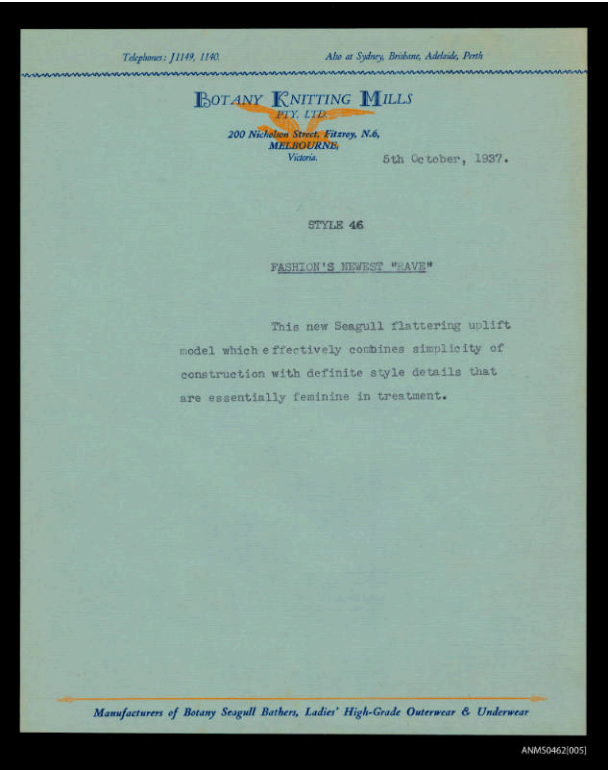 Telephones: J1149, 1140.
Also at Sydney, Brisbane, Adelaide, Perth
BOTANY KNITTING MILLS
PTY. LTD.
200 Nicholson Street, Fitzroy, N.6,
MELBOURNE,
Victoria.
5th October, 1937.
STYLE 46
FASHION'S NEWEST "RAVE"
This new Seagull flattering uplift
model which effectively combines simplicity of
construction with definite style details that
are essentially feminine in treatment.
Manufacturers of Botany Seagull Bathers, Ladies' High-Grade Outerwear & Underwear
ANMS0462[005]